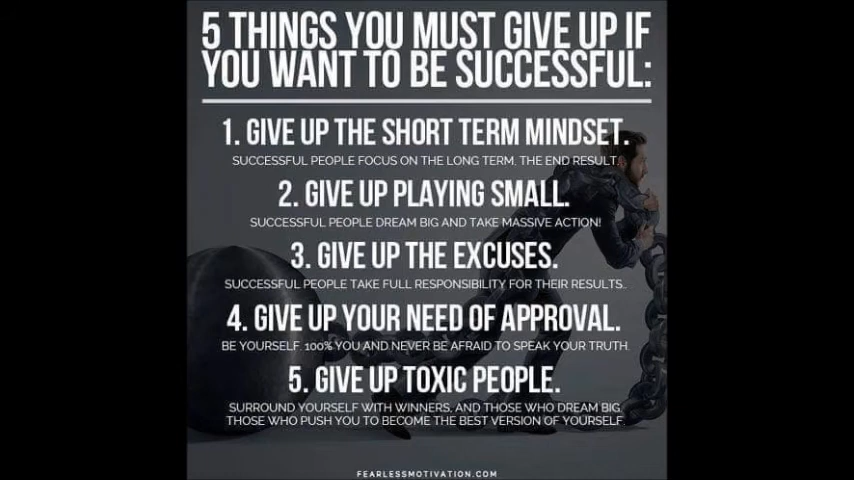 5 THINGS YOU MUST GIVE UP IF
YOU WANT TO BE SUCCESSFUL:
1. GIVE UP THE SHORT TERM MINDSET.
SUCCESSFUL PEOPLE FOCUS ON THE LONG TERM, THE END RESULT.
2. GIVE UP PLAYING SMALL.
SUCCESSFUL PEOPLE DREAM BIG AND TAKE MASSIVE ACTION!
3. GIVE UP THE EXCUSES.
SUCCESSFUL PEOPLE TAKE FULL RESPONSIBILITY FOR THEIR RESULTS..
4. GIVE UP YOUR NEED OF APPROVAL.
BE YOURSELF. 100% YOU AND NEVER BE AFRAID TO SPEAK YOUR TRUTH.
5. GIVE UP TOXIC PEOPLE.
SURROUND YOURSELF WITH WINNERS, AND THOSE WHO DREAM BIG.
THOSE WHO PUSH YOU TO BECOME THE BEST VERSION OF YOURSELF.
FEARLESSMOTIVATION.COM